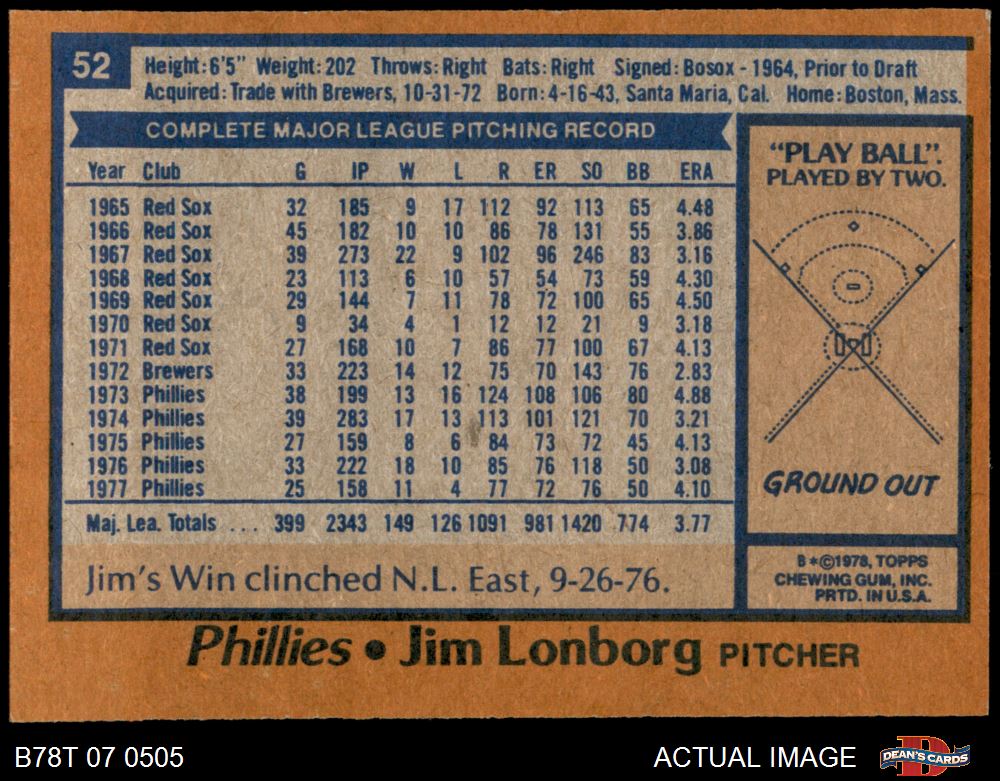 52
Height:6'5" Weight:202 Throws:Right Bats:Right Signed:Bosox - 1964, Prior to Draft
Acquired:Trade with Brewers, 10-31-72 Born:4-16-43, Santa Maria, Cal. Home:Boston, Mass.
COMPLETE MAJOR LEAGUE PITCHING RECORD
Year Club G IP W L R ER SO BB ERA
1965 Red Sox 32 185 9 17 112 92 113 65 4.48
1966 Red Sox 45 182 10 10 86 78 131 55 3.86
1967 Red Sox 39 273 22 9 102 96 246 83 3.16
1968 Red Sox 23 113 6 10 57 54 73 59 4.30
1969 Red Sox 29 144 7 11 78 72 100 65 4.50
1970 Red Sox 9 34 4 1 12 12 21 9 3.18
1971 Red Sox 27 168 10 7 86 77 100 67 4.13
1972 Brewers 33 223 14 12 75 70 143 76 2.83
1973 Phillies 38 199 13 16 124 108 106 80 4.88
1974 Phillies 39 283 17 13 113 101 121 70 3.21
1975 Phillies 27 159 8 6 84 73 72 45 4.13
1976 Phillies 33 222 18 10 85 76 118 50 3.08
1977 Phillies 25 158 11 4 77 72 76 50 4.10
Maj. Lea. Totals ... 399 2343 149 126 1091 981 1420 774 3.77
Jim's Win clinched N.L. East, 9-26-76.
"PLAY BALL".
PLAYED BY TWO.
GROUND OUT
B*©1978, TOPPS
CHEWING GUM, INC.
PRTD. IN U.S.A.
Phillies • Jim Lonborg PITCHER
B78T 07 0505
ACTUAL IMAGE
DEAN'S CARDS